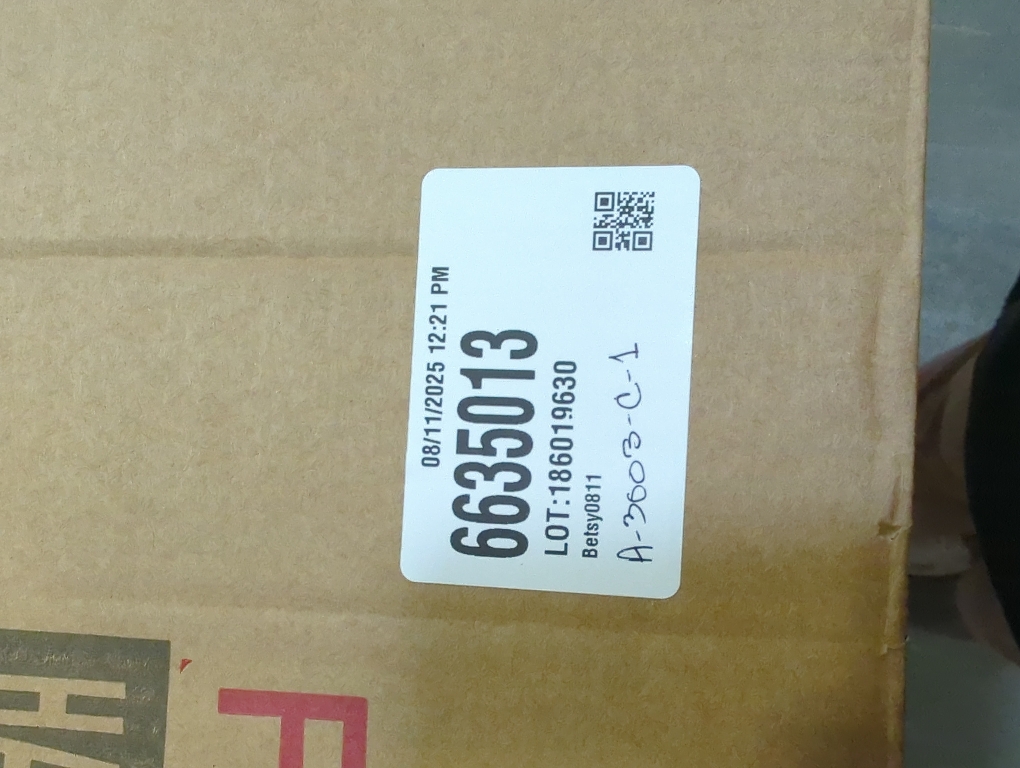 08/11/2025 12:21 PM
6635013
LOT:186019630
Betsy0811
A-3603-C-1